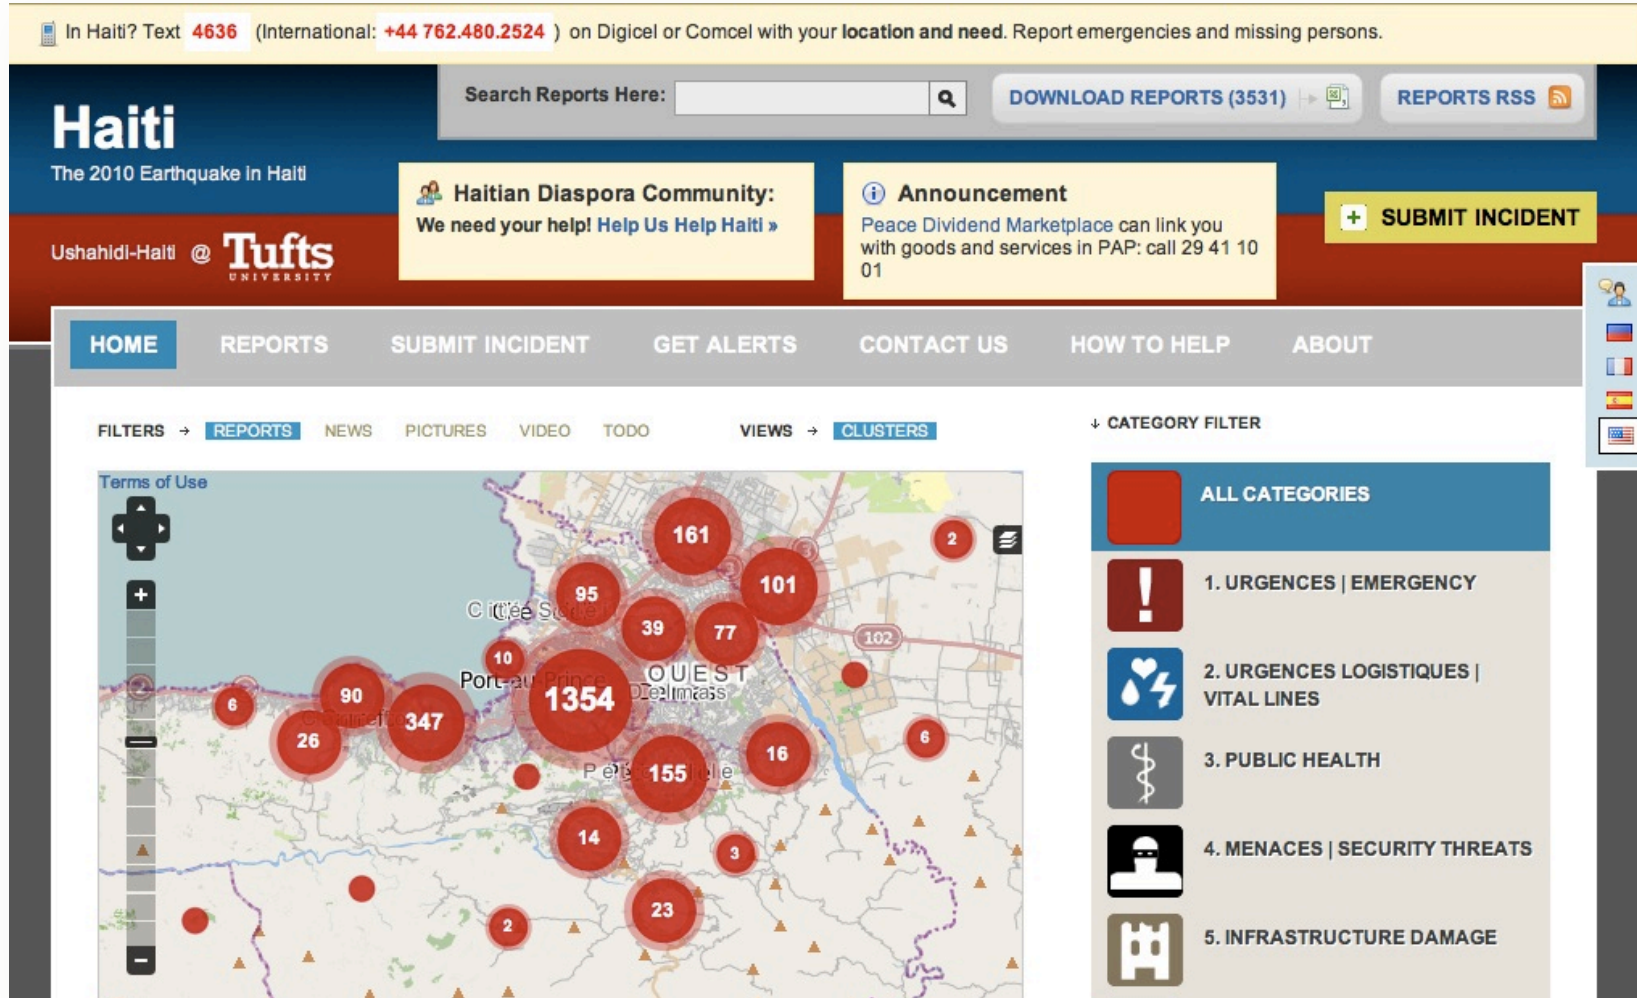 In Haiti? Text 4636 (International: +44 762.480.2524 ) on Digicel or Comcel with your location and need. Report emergencies and missing persons.
Search Reports Here:
DOWNLOAD REPORTS (3531)
REPORTS RSS
Haiti
The 2010 Earthquake in Haiti
Haitian Diaspora Community:
We need your help! Help Us Help Haiti »
Announcement
Peace Dividend Marketplace can link you
with goods and services in PAP: call 29 41 10
01
SUBMIT INCIDENT
Ushahidi-Haiti @ Tufts
UNIVERSITY
HOME REPORTS SUBMIT INCIDENT GET ALERTS CONTACT US HOW TO HELP ABOUT
FILTERS → REPORTS NEWS PICTURES VIDEO TODO VIEWS → CLUSTERS
↓ CATEGORY FILTER
Terms of Use
161
2
101
95
39
77
102
10
OUEST
Port-au-Prince
1354
90
6
347
26
6
16
155
14
3
23
2
ALL CATEGORIES
1. URGENCES | EMERGENCY
2. URGENCES LOGISTIQUES |
VITAL LINES
3. PUBLIC HEALTH
4. MENACES | SECURITY THREATS
5. INFRASTRUCTURE DAMAGE